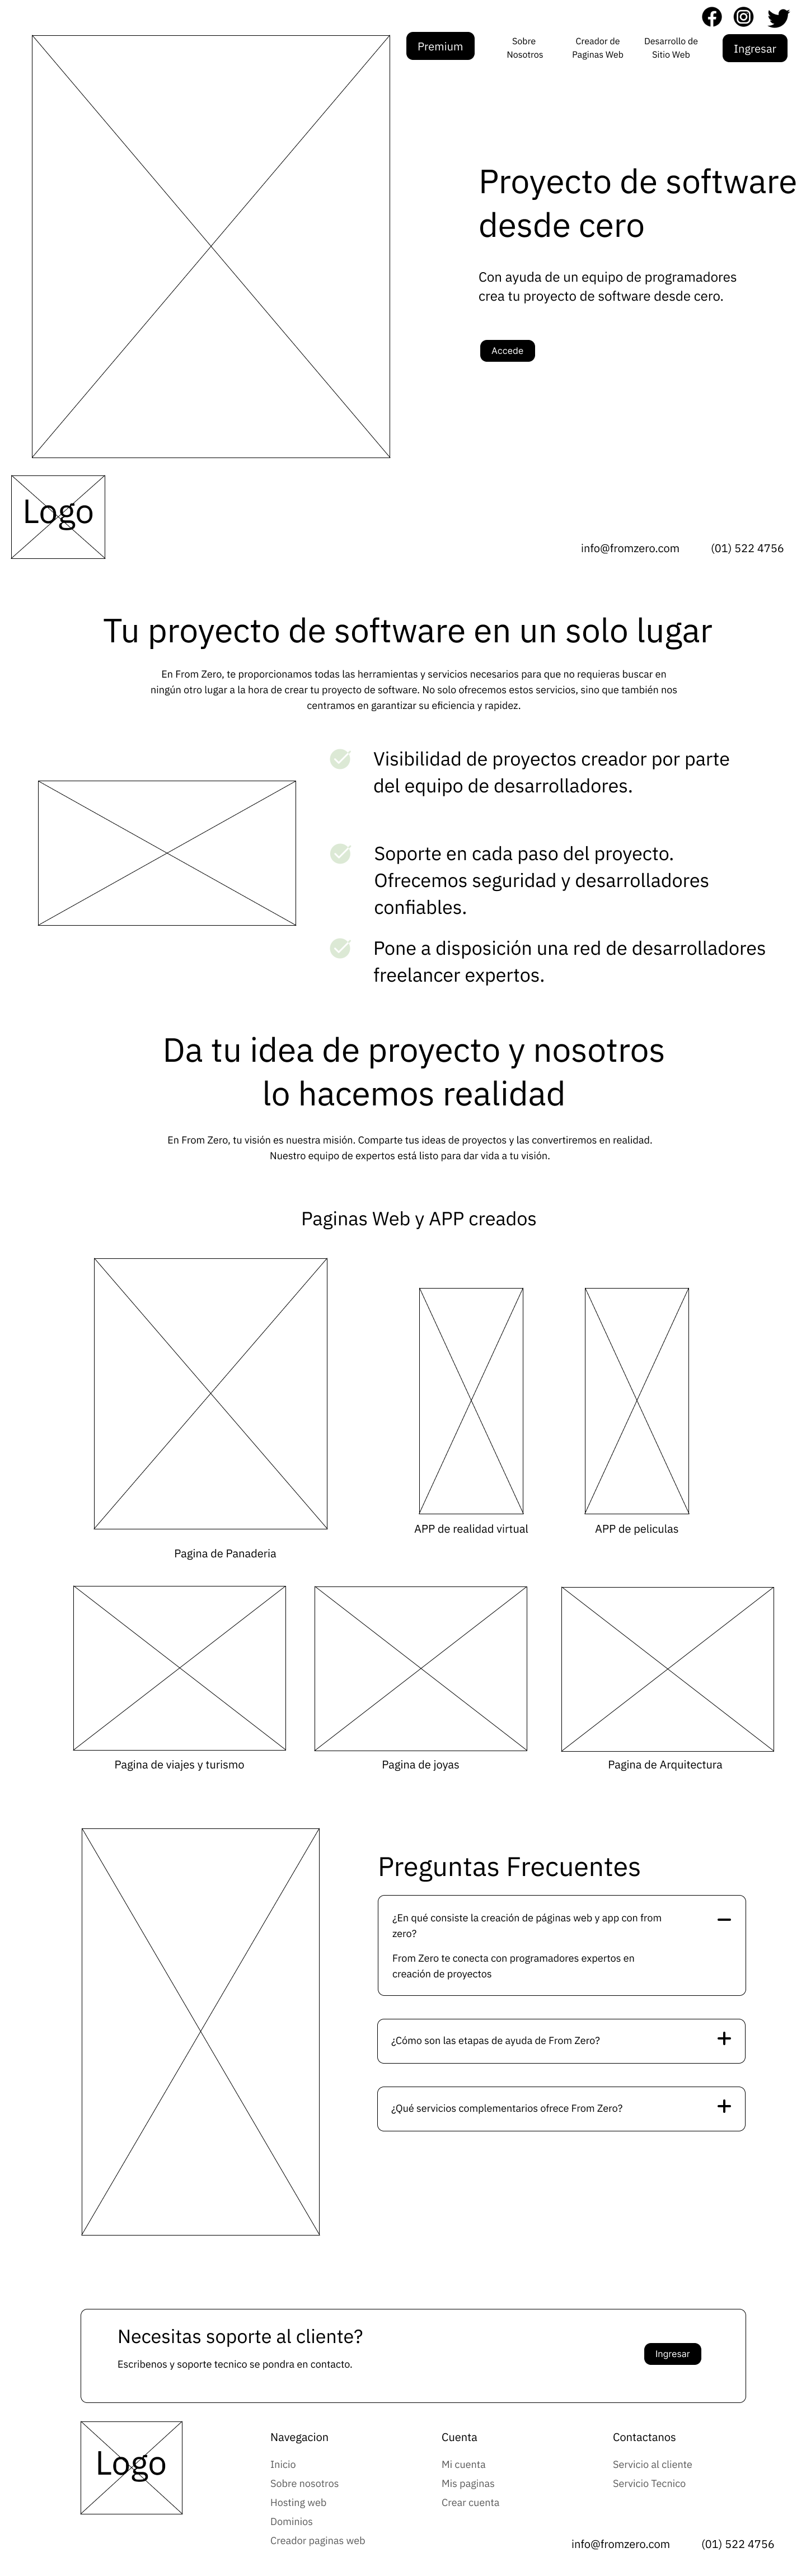 Premium
Sobre
Nosotros
Creador de
Paginas Web
Desarrollo de
Sitio Web
Ingresar
Proyecto de software
desde cero
Con ayuda de un equipo de programadores
crea tu proyecto de software desde cero.
Accede
Logo
info@fromzero.com
(01) 522 4756
Tu proyecto de software en un solo lugar
En From Zero, te proporcionamos todas las herramientas y servicios necesarios para que no requieras buscar en
ningún otro lugar a la hora de crear tu proyecto de software. No solo ofrecemos estos servicios, sino que también nos
centramos en garantizar su eficiencia y rapidez.
Visibilidad de proyectos creador por parte
del equipo de desarrolladores.
Soporte en cada paso del proyecto.
Ofrecemos seguridad y desarrolladores
confiables.
Pone a disposición una red de desarrolladores
freelancer expertos.
Da tu idea de proyecto y nosotros
lo hacemos realidad
En From Zero, tu visión es nuestra misión. Comparte tus ideas de proyectos y las convertiremos en realidad.
Nuestro equipo de expertos está listo para dar vida a tu visión.
Paginas Web y APP creados
APP de realidad virtual
APP de peliculas
Pagina de Panaderia
Pagina de viajes y turismo
Pagina de joyas
Pagina de Arquitectura
Preguntas Frecuentes
¿En qué consiste la creación de páginas web y app con from
zero?
From Zero te conecta con programadores expertos en
creación de proyectos
¿Cómo son las etapas de ayuda de From Zero?
¿Qué servicios complementarios ofrece From Zero?
Necesitas soporte al cliente?
Escribenos y soporte tecnico se pondra en contacto.
Ingresar
Logo
Navegacion
Inicio
Sobre nosotros
Hosting web
Dominios
Creador paginas web
Cuenta
Mi cuenta
Mis paginas
Crear cuenta
Contactanos
Servicio al cliente
Servicio Tecnico
info@fromzero.com
(01) 522 4756